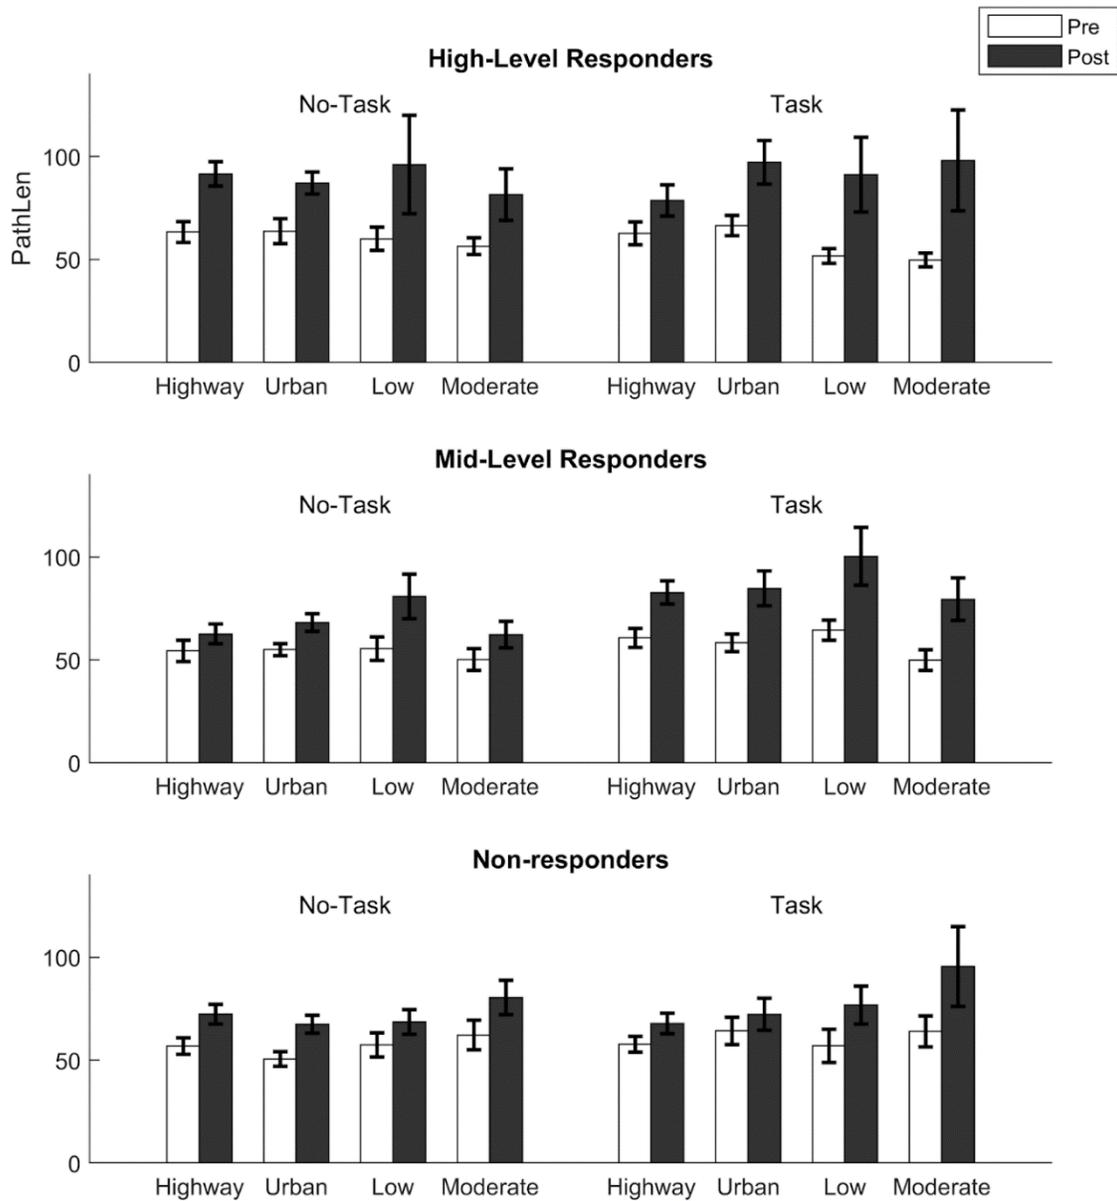 Pre
Post
High-Level Responders
No-Task Task
100
50
0
PathLen
Highway Urban Low Moderate Highway Urban Low Moderate
Mid-Level Responders
No-Task Task
100
50
0
Highway Urban Low Moderate Highway Urban Low Moderate
Non-responders
No-Task Task
100
50
0
Highway Urban Low Moderate Highway Urban Low Moderate